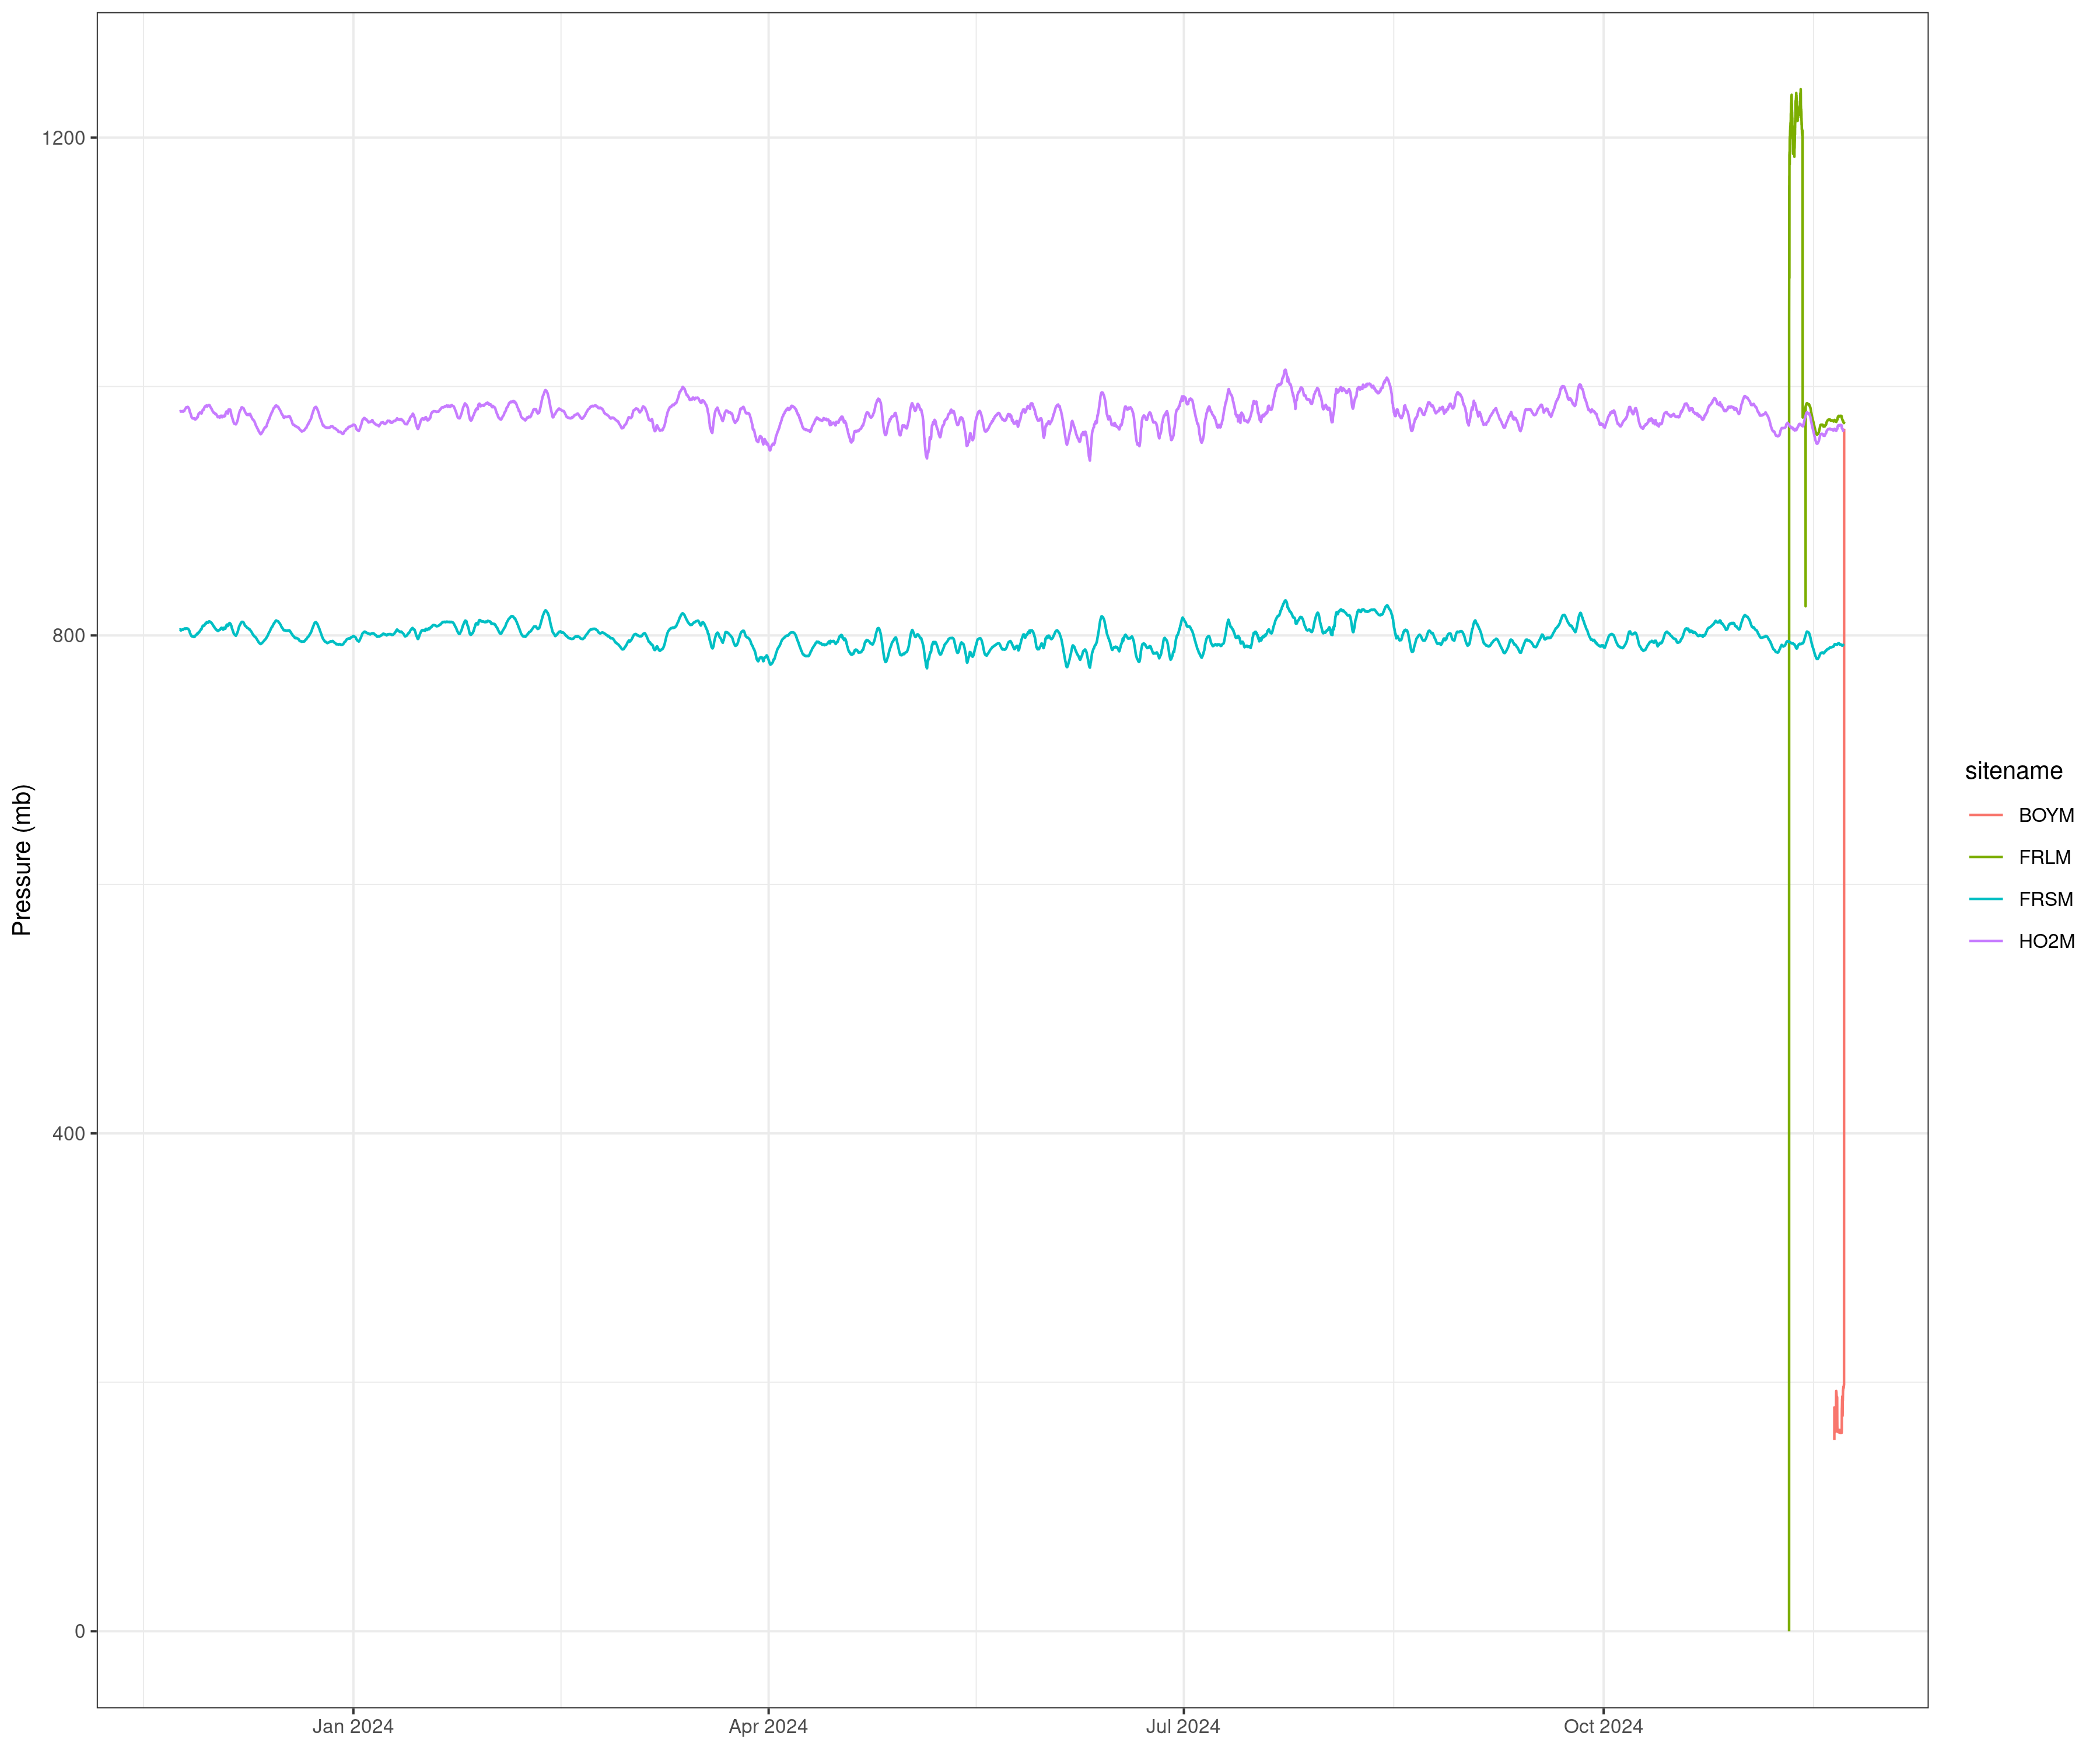 1200
800
400
0
Pressure (mb)
Jan 2024
Apr 2024
Jul 2024
Oct 2024
sitename
BOYM
FRLM
FRSM
HO2M